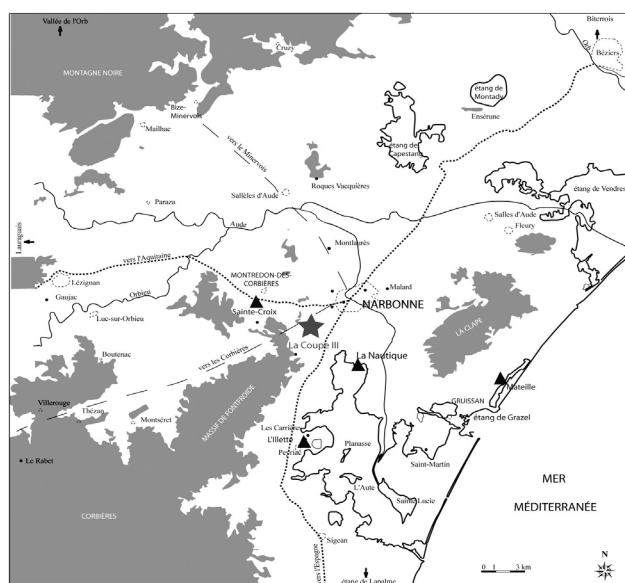 Vallée de l'Orb
Biterrois
Cruzy
Orb
Béziers
MONTAGNE NOIRE
étang de
Montady
Bize-
Minervois
Ensérune
Mailhac
étang de
Capestang
vers le Minervois
Roques Vacquières
étang de Vendres
Sallèles d'Aude
Paraza
Aude
Salles d'Aude
Fleury
Lauraguais
Montlaurès
vers l'Aquitaine
Lézignan
Orbieu
MONTREDON-DES-
CORBIÈRES
Malard
Gaujac
Sainte-Croix
NARBONNE
Luc-sur-Orbieu
LA CLAPE
La Coupe III
Boutenac
vers les Corbières
La Nautique
Mateille
Villerouge
Thézan
GRUISSAN
étang de Grazel
Montséret
MASSIF DE FONTFROIDE
Les Carrières
L'Illette
Peyriac
Planasse
Saint-Martin
Le Rabet
MER
L'Aute
Sainte Lucie
MÉDITERRANÉE
CORBIÈRES
Sigean
N
vers l'Espagne
0 1 3 km
étang de Lapalme